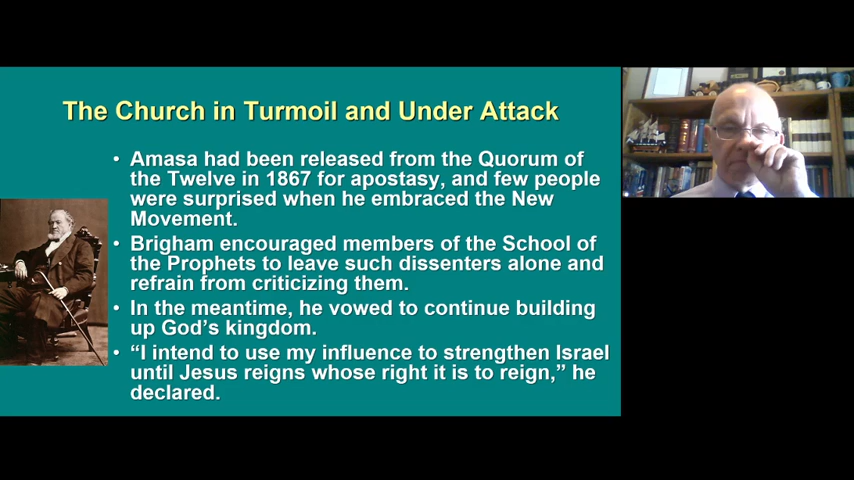 The Church in Turmoil and Under Attack
• Amasa had been released from the Quorum of
the Twelve in 1867 for apostasy, and few people
were surprised when he embraced the New
Movement.
• Brigham encouraged members of the School of
the Prophets to leave such dissenters alone and
refrain from criticizing them.
• In the meantime, he vowed to continue building
up God’s kingdom.
• “I intend to use my influence to strengthen Israel
until Jesus reigns whose right it is to reign,” he
declared.